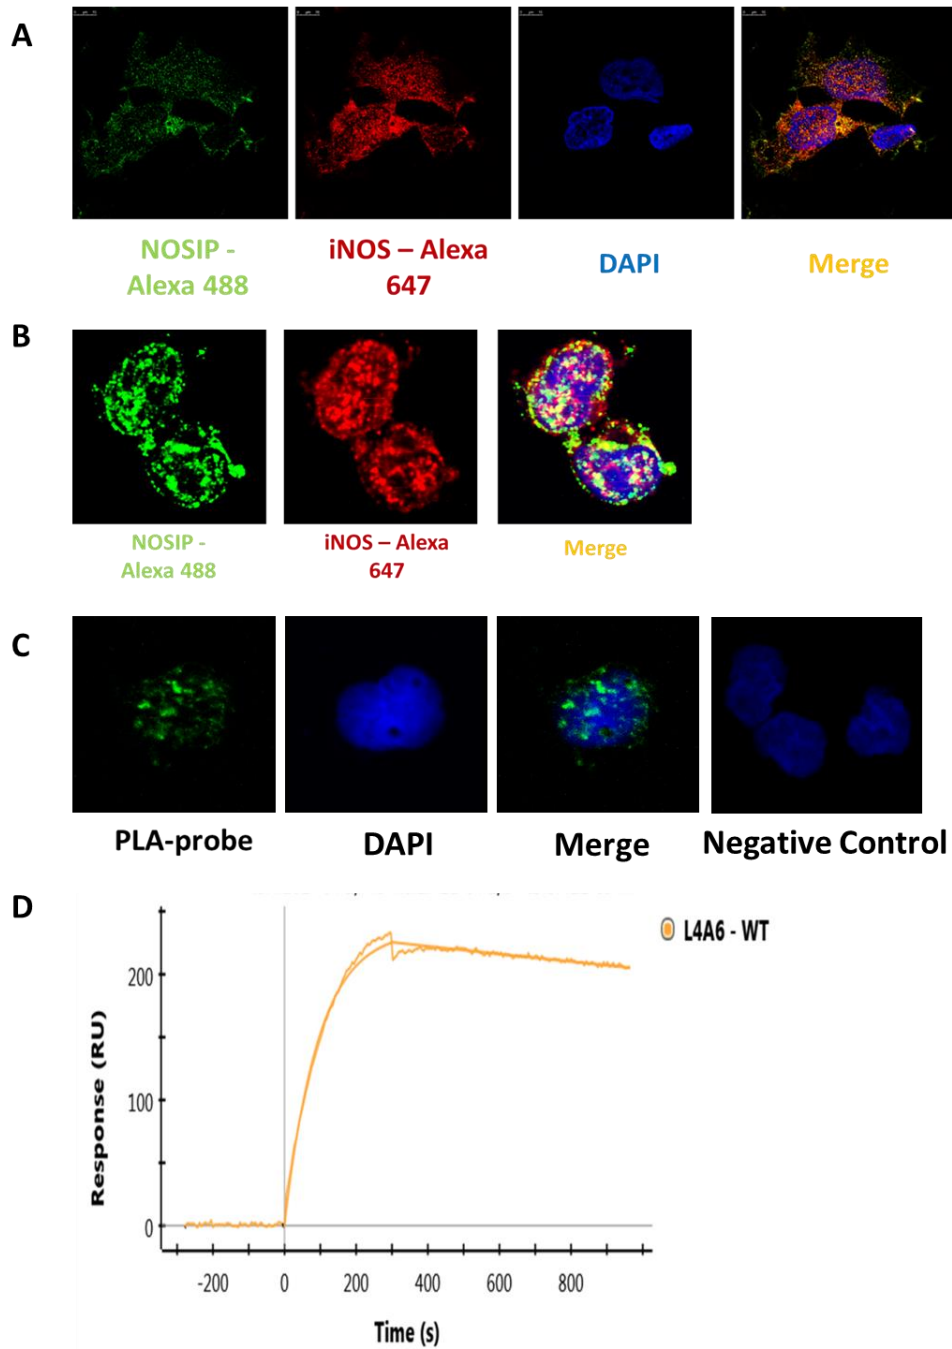 A
NOSIP -
Alexa 488
iNOS – Alexa
647
DAPI
Merge
B
NOSIP -
Alexa 488
iNOS – Alexa
647
Merge
C
PLA-probe
DAPI
Merge
Negative Control
D
L4A6 - WT
Response (RU)
200
100
0
-200
0
200
400
600
800
Time (s)